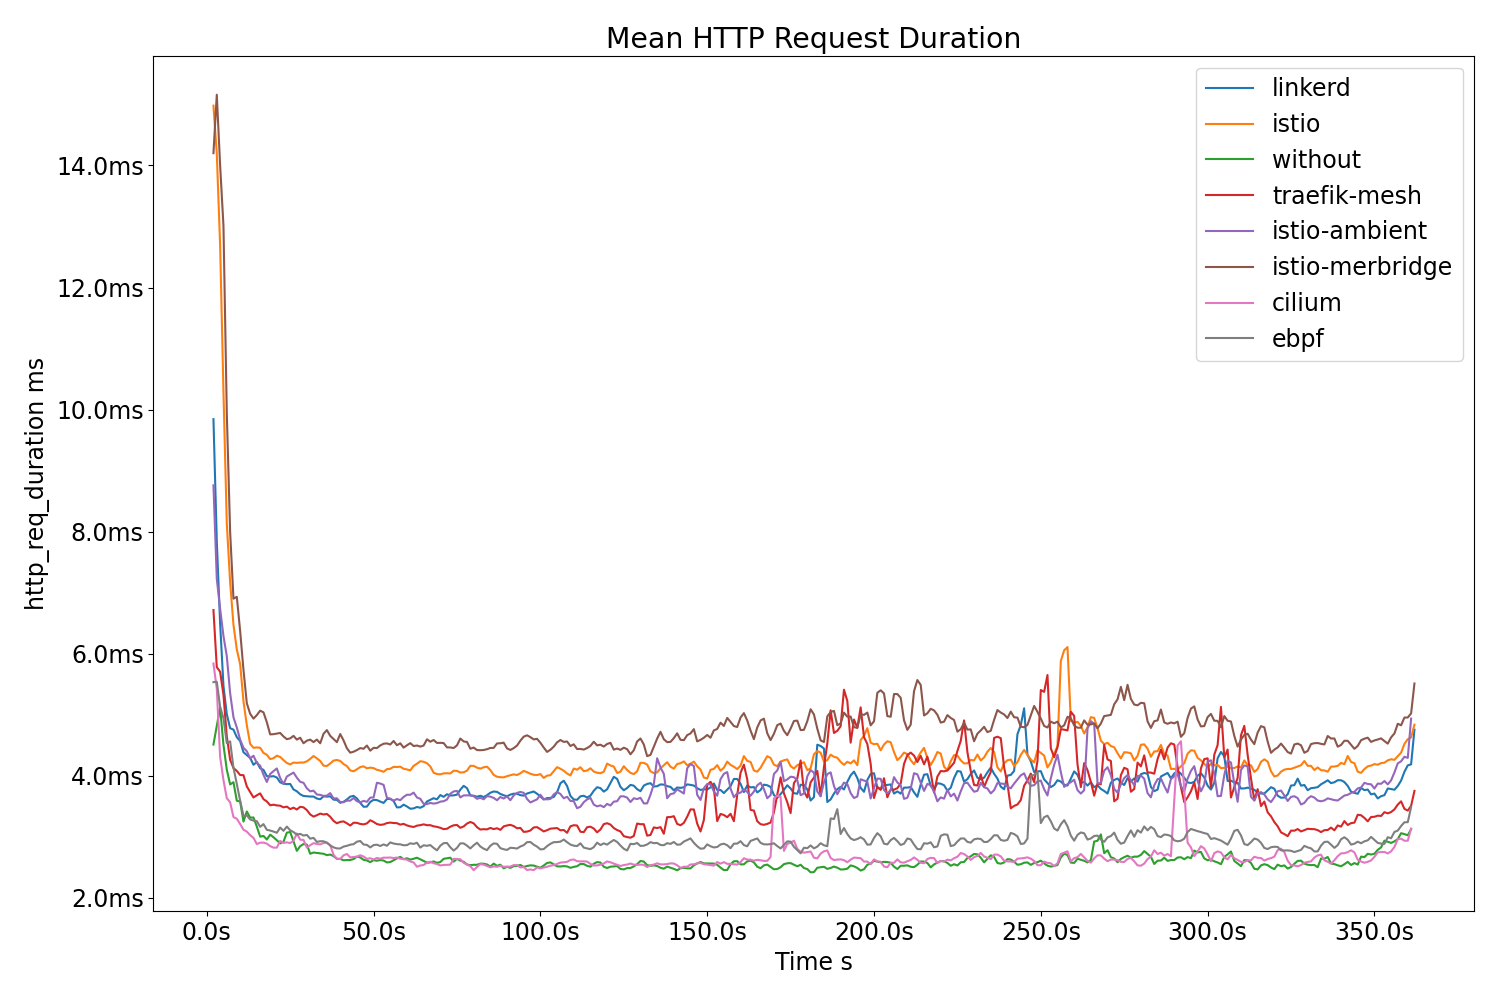 Mean HTTP Request Duration
linkerd
istio
without
traefik-mesh
istio-ambient
istio-merbridge
cilium
ebpf
http_req_duration ms
14.0ms
12.0ms
10.0ms
8.0ms
6.0ms
4.0ms
2.0ms
0.0s 50.0s 100.0s 150.0s 200.0s 250.0s 300.0s 350.0s
Time s